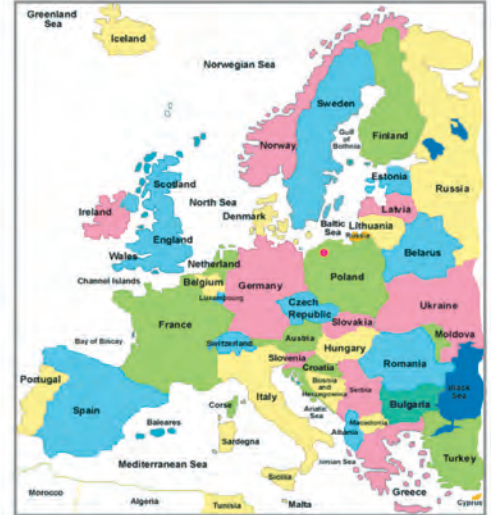 Greenland
Sea
Iceland
Norwegian Sea
Sweden
Finland
Gulf
of
Bothnia
Norway
Russia
Estonia
Scotland
North Sea
Latvia
Ireland
Denmark
Baltic
Sea
Lithuania
Russia
England
Belarus
Wales
Netherland
Channel Islands
Belgium
Germany
Poland
Luxembourg
Czech
Republic
Ukraine
France
Slovakia
Moldova
Bay of Biscay
Switzerland
Austria
Hungary
Slovenia
Romania
Croatia
Portugal
Italy
Bosnia
and
Herzegowina
Serbia
Black
Sea
Spain
Corse
Bulgaria
Ariatic
Sea
Macedonia
Baleares
Sardegna
Albania
Mediterranean Sea
Ionian Sea
Turkey
Sicilia
Greece
Morocco
Algeria
Tunisia
Malta
Cyprus